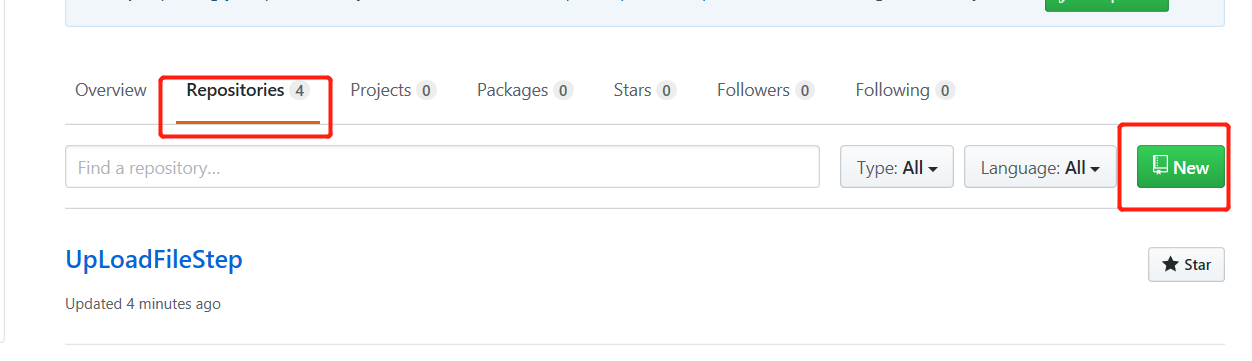 Overview Repositories 4 Projects 0 Packages 0 Stars 0 Followers 0 Following 0
Find a repository... Type: All Language: All New
UpLoadFileStep Star
Updated 4 minutes ago